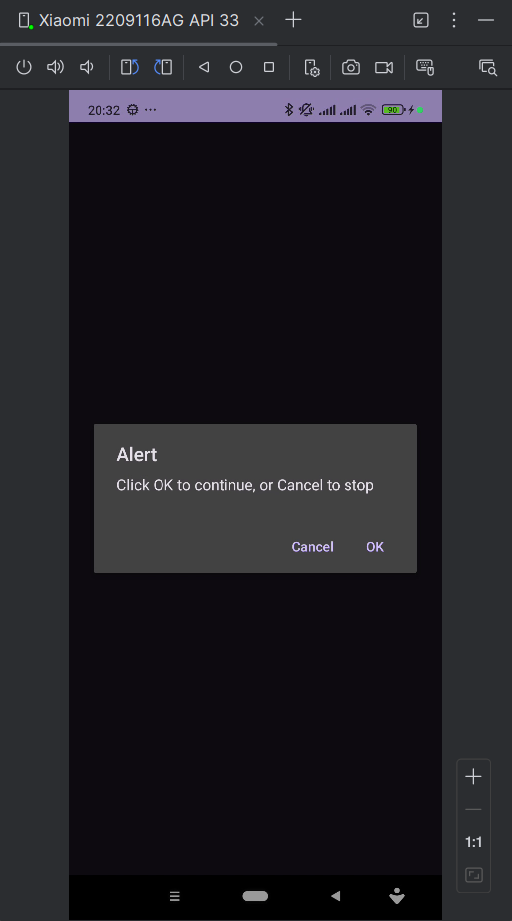 Xiaomi 2209116AG API 33
20:32
90
Alert
Click OK to continue, or Cancel to stop
Cancel OK
1:1